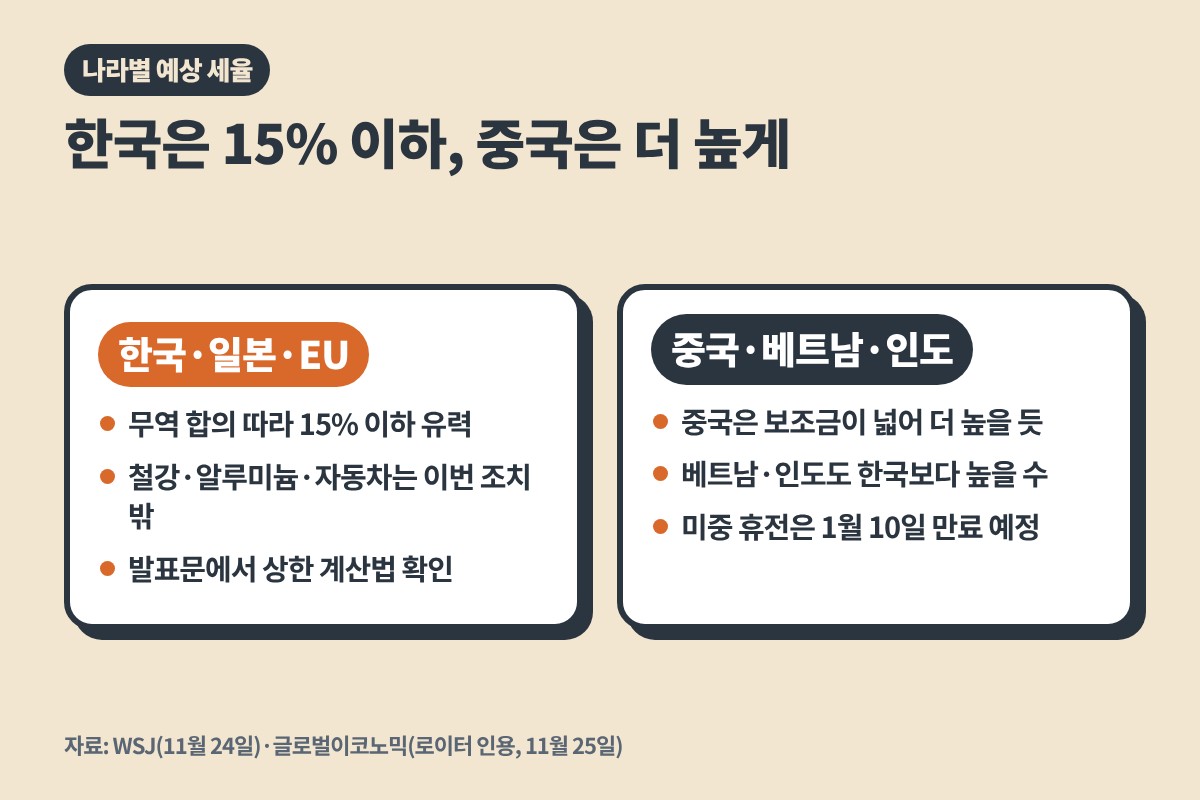 나라별 예상 세율
한국은 15% 이하, 중국은 더 높게
한국·일본·EU
무역 합의 따라 15% 이하 유력
철강·알루미늄·자동차는 이번 조치
밖
발표문에서 상한 계산법 확인
중국·베트남·인도
중국은 보조금이 넓어 더 높을 듯
베트남·인도도 한국보다 높을 수
미중 휴전은 1월 10일 만료 예정
자료: WSJ(11월 24일)·글로벌이코노믹(로이터 인용, 11월 25일)